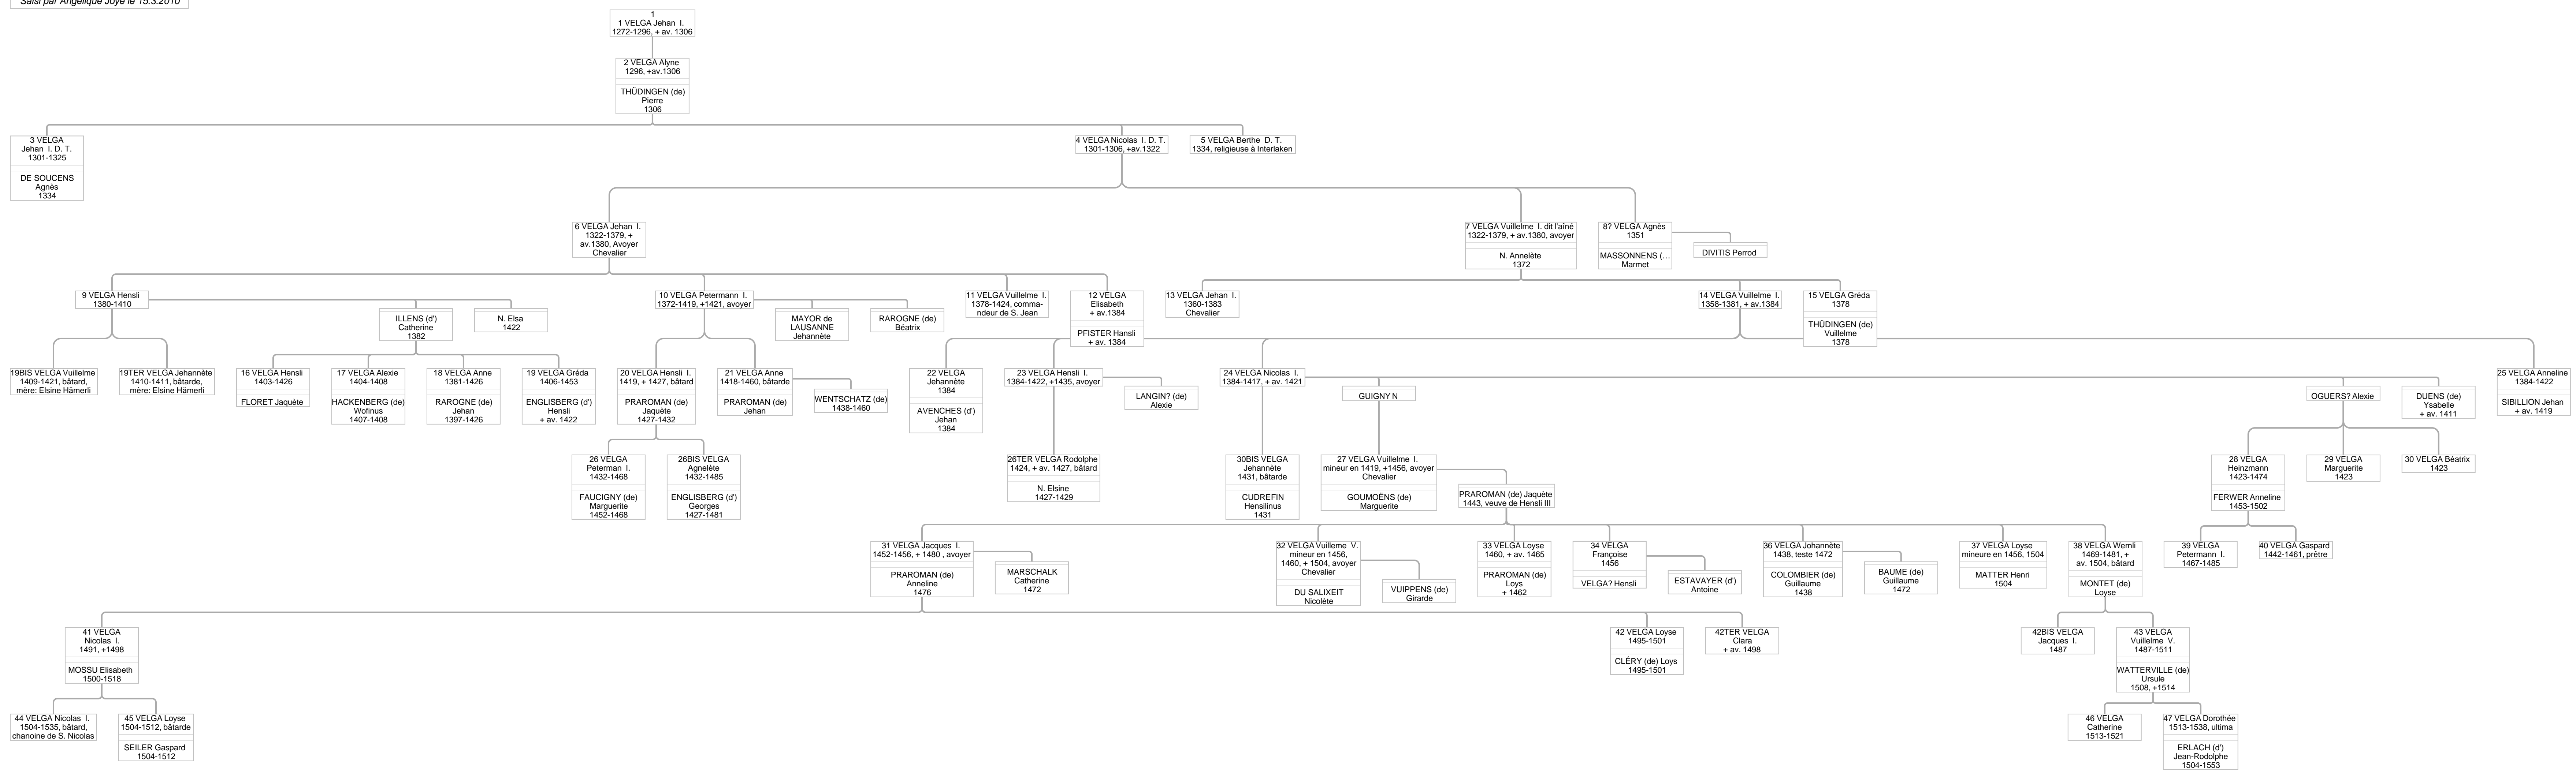 Saisi par Angélique Joye le 15.3.2010
1
1 VELGA Jehan I.
1272-1296, + av. 1306
2 VELGA Alyne
1296, +av.1306
THÜDINGEN (de)
Pierre
1306
3 VELGA
Jehan I. D. T.
1301-1325
DE SOUCENS
Agnès
1334
4 VELGA Nicolas I. D. T.
1301-1306, +av.1322
5 VELGA Berthe D. T.
1334, religieuse à Interlaken
6 VELGA Jehan I.
1322-1379, +
av.1380, Avoyer
Chevalier
7 VELGA Vuillelme I. dit l'aîné
1322-1379, + av.1380, avoyer
N. Annelète
1372
8? VELGA Agnès
1351
MASSONNENS (...
Marmet
DIVITIS Perrod
9 VELGA Hensli
1380-1410
ILLENS (d')
Catherine
1382
N. Elsa
1422
10 VELGA Petermann I.
1372-1419, +1421, avoyer
MAYOR de
LAUSANNE
Jehannète
RAROGNE (de)
Béatrix
11 VELGA Vuillelme I.
1378-1424, comma-
ndeur de S. Jean
12 VELGA
Elisabeth
+ av.1384
PFISTER Hansli
+ av. 1384
13 VELGA Jehan I.
1360-1383
Chevalier
14 VELGA Vuillelme I.
1358-1381, + av.1384
15 VELGA Gréda
1378
THÜDINGEN (de)
Vuillelme
1378
19BIS VELGA Vuillelme
1409-1421, bâtard,
mère: Elsine Hämerli
19TER VELGA Jehannète
1410-1411, bâtarde,
mère: Elsine Hämerli
16 VELGA Hensli
1403-1426
FLORET Jaquète
17 VELGA Alexie
1404-1408
HACKENBERG (de)
Wofinus
1407-1408
18 VELGA Anne
1381-1426
RAROGNE (de)
Jehan
1397-1426
19 VELGA Gréda
1406-1453
ENGLISBERG (d')
Hensli
+ av. 1422
20 VELGA Hensli I.
1419, + 1427, bâtard
PRAROMAN (de)
Jaquète
1427-1432
21 VELGA Anne
1418-1460, bâtarde
PRAROMAN (de)
Jehan
WENTSCHATZ (de)
1438-1460
22 VELGA
Jehannète
1384
AVENCHES (d')
Jehan
1384
23 VELGA Hensli I.
1384-1422, +1435, avoyer
LANGIN? (de)
Alexie
24 VELGA Nicolas I.
1384-1417, + av. 1421
GUIGNY N
OGUERS? Alexie
DUENS (de)
Ysabelle
+ av. 1411
25 VELGA Anneline
1384-1422
SIBILLION Jehan
+ av. 1419
26 VELGA
Peterman I.
1432-1468
FAUCIGNY (de)
Marguerite
1452-1468
26BIS VELGA
Agnelète
1432-1485
ENGLISBERG (d')
Georges
1427-1481
26TER VELGA Rodolphe
1424, + av. 1427, bâtard
N. Elsine
1427-1429
30BIS VELGA
Jehannète
1431, bâtarde
CUDREFIN
Hensilinus
1431
27 VELGA Vuillelme I.
mineur en 1419, +1456, avoyer
Chevalier
GOUMOËNS (de)
Marguerite
PRAROMAN (de) Jaquète
1443, veuve de Hensli III
28 VELGA
Heinzmann
1423-1474
FERWER Anneline
1453-1502
29 VELGA
Marguerite
1423
30 VELGA Béatrix
1423
31 VELGA Jacques I.
1452-1456, + 1480 , avoyer
PRAROMAN (de)
Anneline
1476
MARSCHALK
Catherine
1472
32 VELGA Vuilleme V.
mineur en 1456,
1460, + 1504, avoyer
Chevalier
DU SALIXEIT
Nicolète
VUIPPENS (de)
Girarde
33 VELGA Loyse
1460, + av. 1465
PRAROMAN (de)
Loys
+ 1462
34 VELGA
Françoise
1456
VELGA? Hensli
ESTAVAYER (d')
Antoine
36 VELGA Johannète
1438, teste 1472
COLOMBIER (de)
Guillaume
1438
BAUME (de)
Guillaume
1472
37 VELGA Loyse
mineure en 1456, 1504
MATTER Henri
1504
38 VELGA Wernli
1469-1481, +
av. 1504, bâtard
MONTET (de)
Loyse
39 VELGA
Petermann I.
1467-1485
40 VELGA Gaspard
1442-1461, prêtre
41 VELGA
Nicolas I.
1491, +1498
MOSSU Elisabeth
1500-1518
42 VELGA Loyse
1495-1501
CLÉRY (de) Loys
1495-1501
42TER VELGA
Clara
+ av. 1498
42BIS VELGA
Jacques I.
1487
43 VELGA
Vuillelme V.
1487-1511
WATTERVILLE (de)
Ursule
1508, +1514
44 VELGA Nicolas I.
1504-1535, bâtard,
chanoine de S. Nicolas
45 VELGA Loyse
1504-1512, bâtarde
SEILER Gaspard
1504-1512
46 VELGA
Catherine
1513-1521
47 VELGA Dorothée
1513-1538, ultima
ERLACH (d')
Jean-Rodolphe
1504-1553